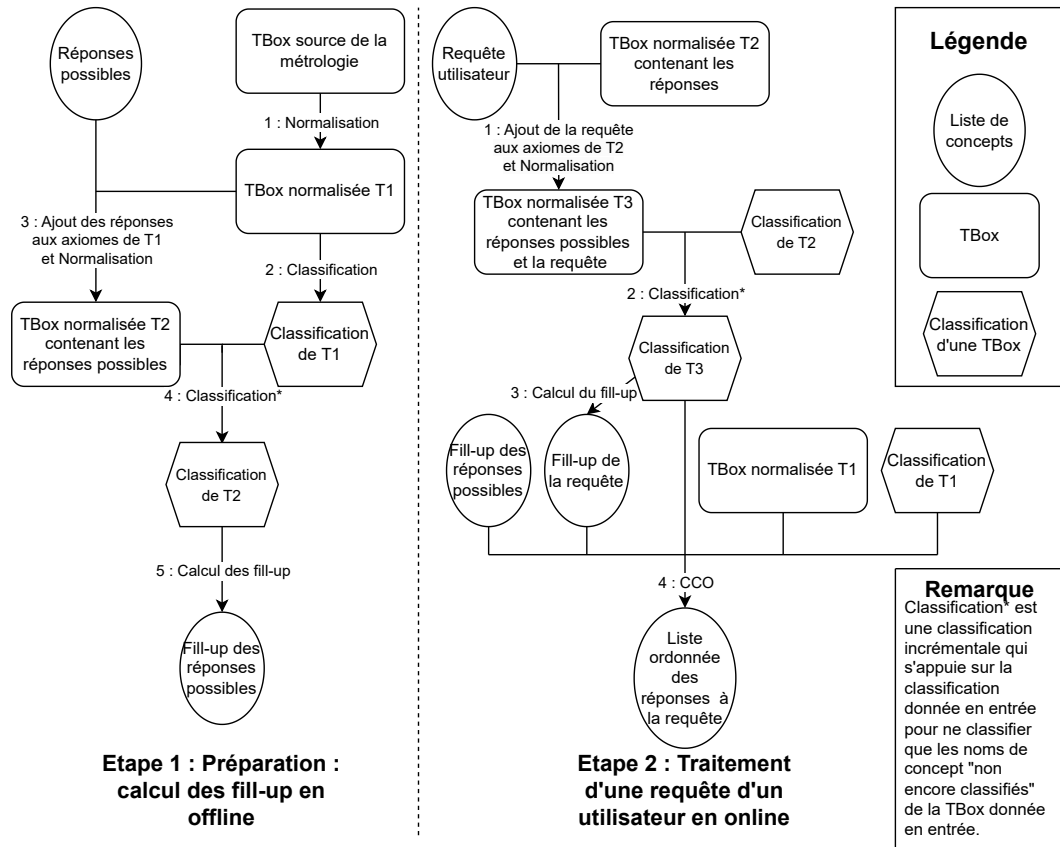 Réponses
possibles
TBox source de la
métrologie
1 : Normalisation
TBox normalisée T1
3 : Ajout des réponses
aux axiomes de T1
et Normalisation
2 : Classification
TBox normalisée T2
contenant les
réponses possibles
Classification
de T1
4 : Classification*
Classification
de T2
5 : Calcul des fill-up
Fill-up des
réponses
possibles
Etape 1 : Préparation :
calcul des fill-up en
offline
Requête
utilisateur
TBox normalisée T2
contenant les
réponses
1 : Ajout de la requête
aux axiomes de T2
et Normalisation
TBox normalisée T3
contenant les
réponses possibles
et la requête
Classification
de T2
2 : Classification*
Classification
de T3
3 : Calcul du fill-up
Fill-up des
réponses
possibles
Fill-up de
la requête
TBox normalisée T1
Classification
de T1
4 : CCO
Liste
ordonnée
des
réponses à
la requête
Etape 2 : Traitement
d'une requête d'un
utilisateur en online
Légende
Liste de
concepts
TBox
Classification
d'une TBox
Remarque
Classification* est
une classification
incrémentale qui
s'appuie sur la
classification
donnée en entrée
pour ne classifier
que les noms de
concept "non
encore classifiés"
de la TBox donnée
en entrée.